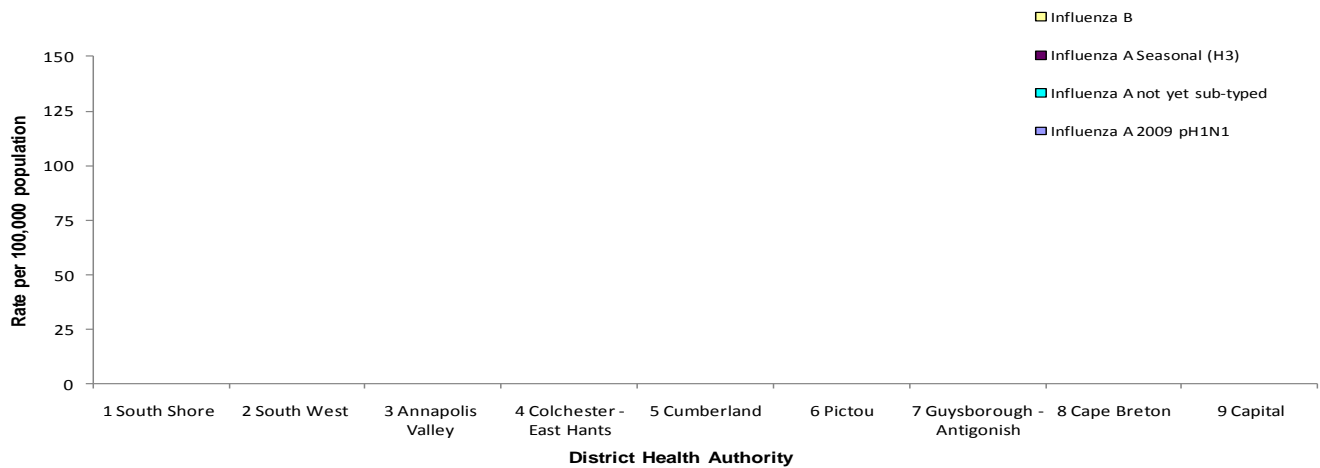 Influenza B
Influenza A Seasonal (H3)
Influenza A not yet sub-typed
Influenza A 2009 pH1N1
Rate per 100,000 population
150
125
100
75
50
25
0
1 South Shore
2 South West
3 Annapolis
Valley
4 Colchester -
East Hants
5 Cumberland
6 Pictou
7 Guysborough -
Antigonish
8 Cape Breton
9 Capital
District Health Authority